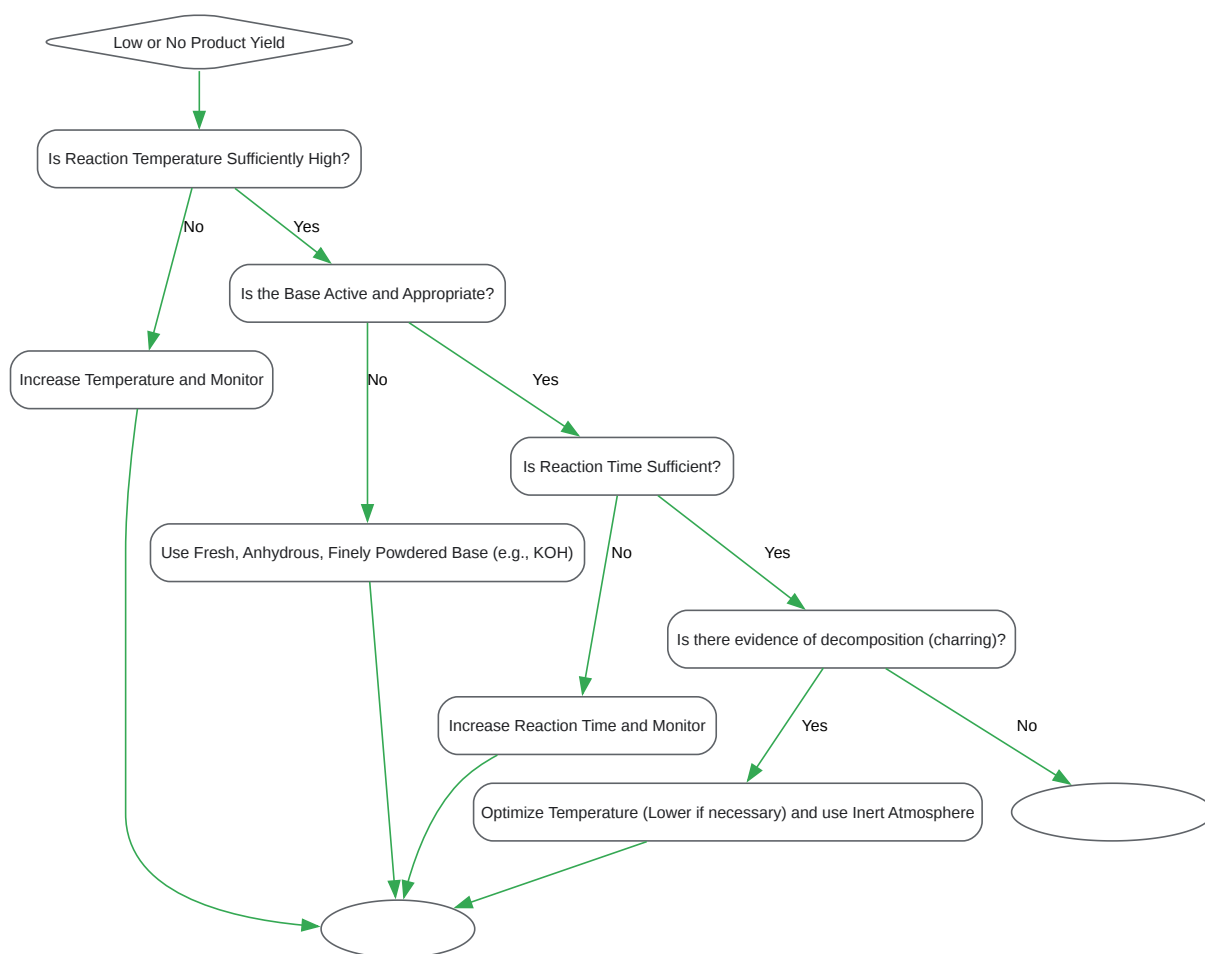 Low or No Product Yield
Is Reaction Temperature Sufficiently High?
No
Yes
Is the Base Active and Appropriate?
Increase Temperature and Monitor
No
Yes
Is Reaction Time Sufficient?
Use Fresh, Anhydrous, Finely Powdered Base (e.g., KOH)
No
Yes
Is there evidence of decomposition (charring)?
Increase Reaction Time and Monitor
Yes
No
Optimize Temperature (Lower if necessary) and use Inert Atmosphere